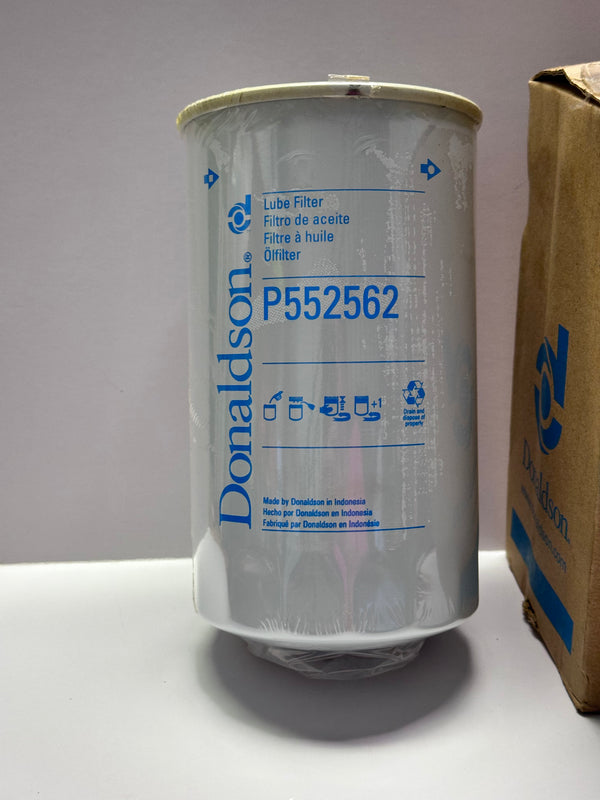 Lube Filter
Filtro de aceite
Filtre à huile
Ölfilter
Donaldson®
P552562
+1
Drain and
dispose of
properly
Made by Donaldson in Indonesia
Hecho por Donaldson en Indonesia
Fabriqué par Donaldson en Indonésie
Donaldson.